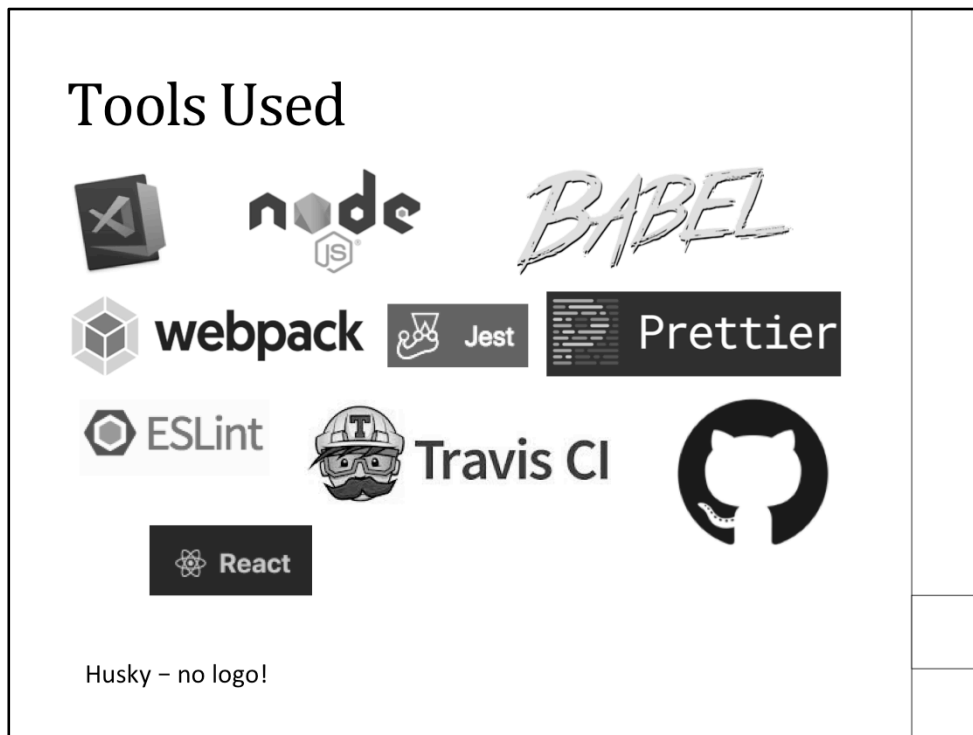 Tools Used
node
JS®
BABEL
webpack
Jest
Prettier
ESLint
T
Travis CI
React
Husky – no logo!